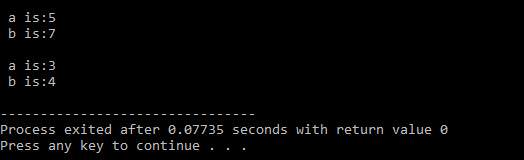 a is:5
b is:7
a is:3
b is:4
--------------------------------
Process exited after 0.07735 seconds with return value 0
Press any key to continue . . .